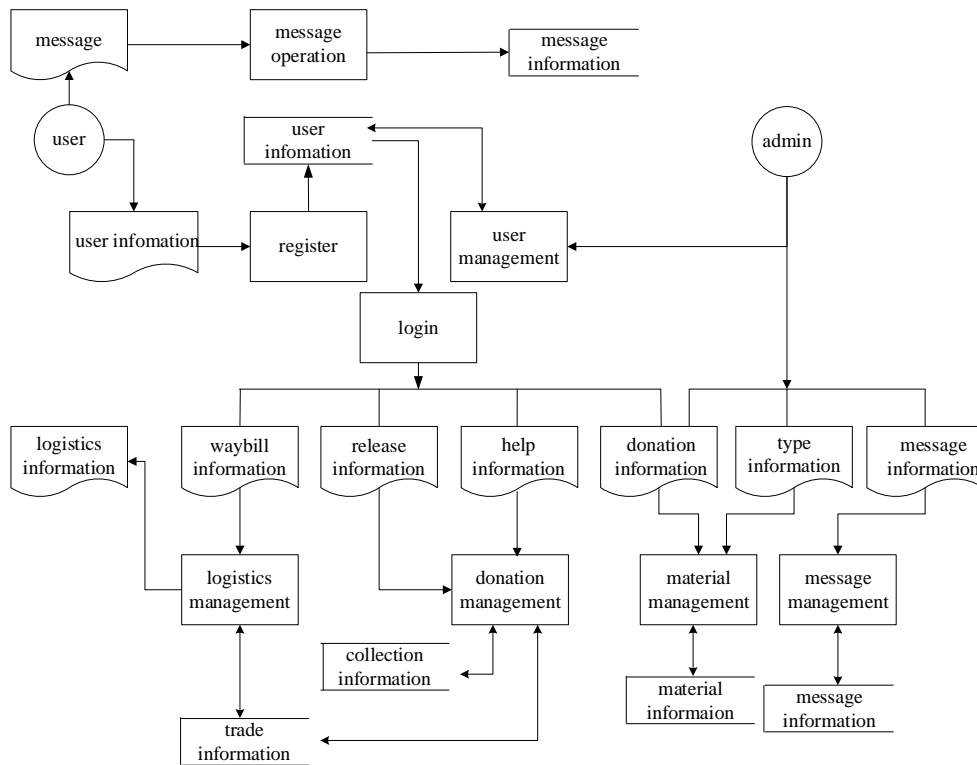 message
message
operation
message
information
user
user
infomation
admin
user infomation
register
user
management
login
logistics
information
waybill
information
release
information
help
information
donation
information
type
information
message
information
logistics
management
donation
management
material
management
message
management
collection
information
material
informaion
message
information
trade
information